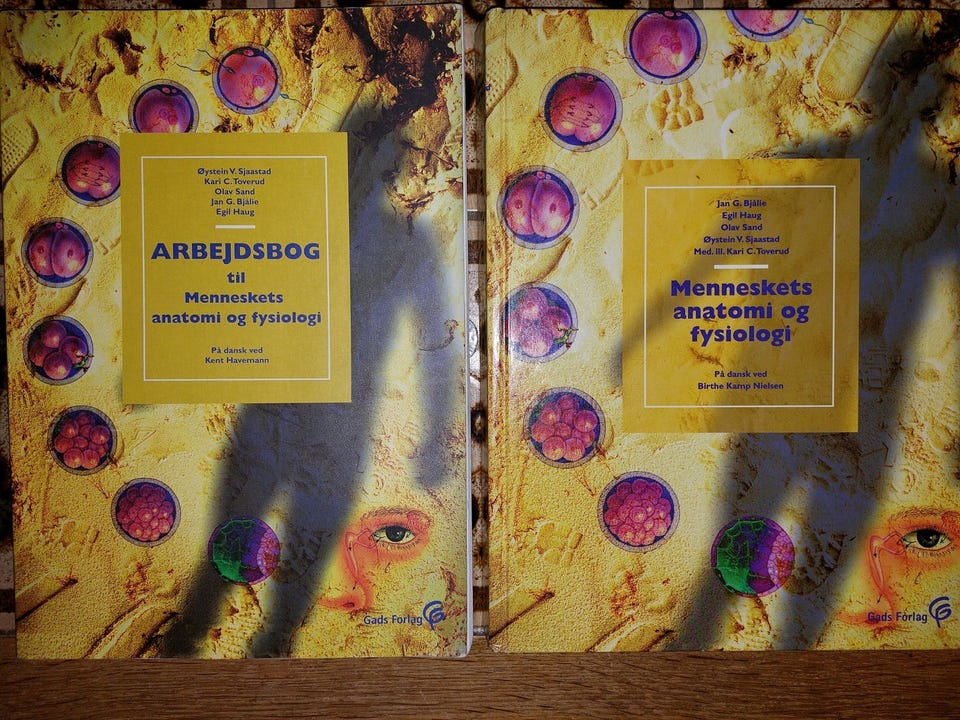 Øystein V. Sjaastad
Kari C. Toverud
Olav Sand
Jan G. Bjålie
Egil Haug
ARBEJDSBOG
til
Menneskets
anatomi og fysiologi
På dansk ved
Kent Havemann
Gads Forlag
Jan G. Bjålie
Egil Haug
Olav Sand
Øystein V. Sjaastad
Med. ill. Kari C. Toverud
Menneskets
anatomi og
fysiologi
På dansk ved
Birthe Kamp Nielsen
Gads Forlag